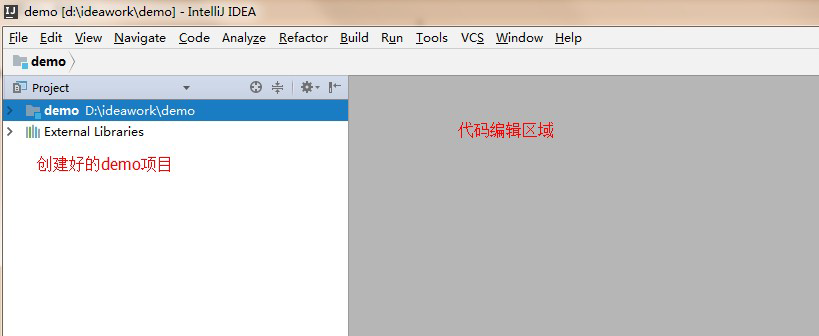 demo [d:\ideawork\demo] - IntelliJ IDEA
File Edit View Navigate Code Analyze Refactor Build Run Tools VCS Window Help
demo
Project
demo D:\ideawork\demo
External Libraries
代码编辑区域
创建好的demo项目